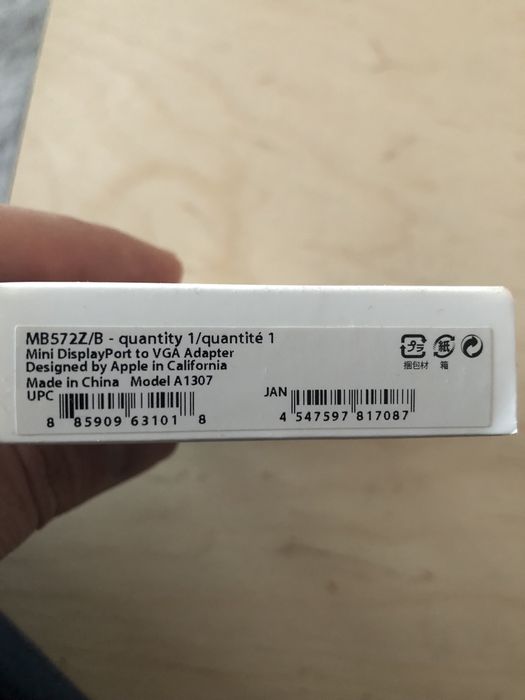 MB572Z/B - quantity 1/quantité 1
Mini DisplayPort to VGA Adapter
Designed by Apple in California
Made in China Model A1307
UPC
8 85909 63101 8
JAN
4 547597 817087
プラ 紙
捆包材 箱